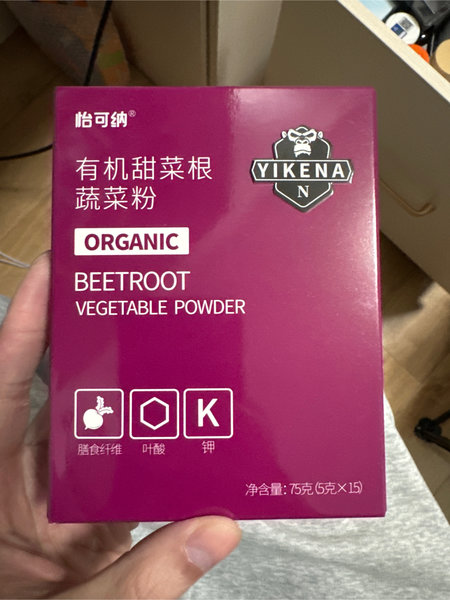 怡可纳®
有机甜菜根
蔬菜粉
YIKENA
N
ORGANIC
BEETROOT
VEGETABLE POWDER
K
膳食纤维
叶酸
钾
净含量: 75克 (5克×15)